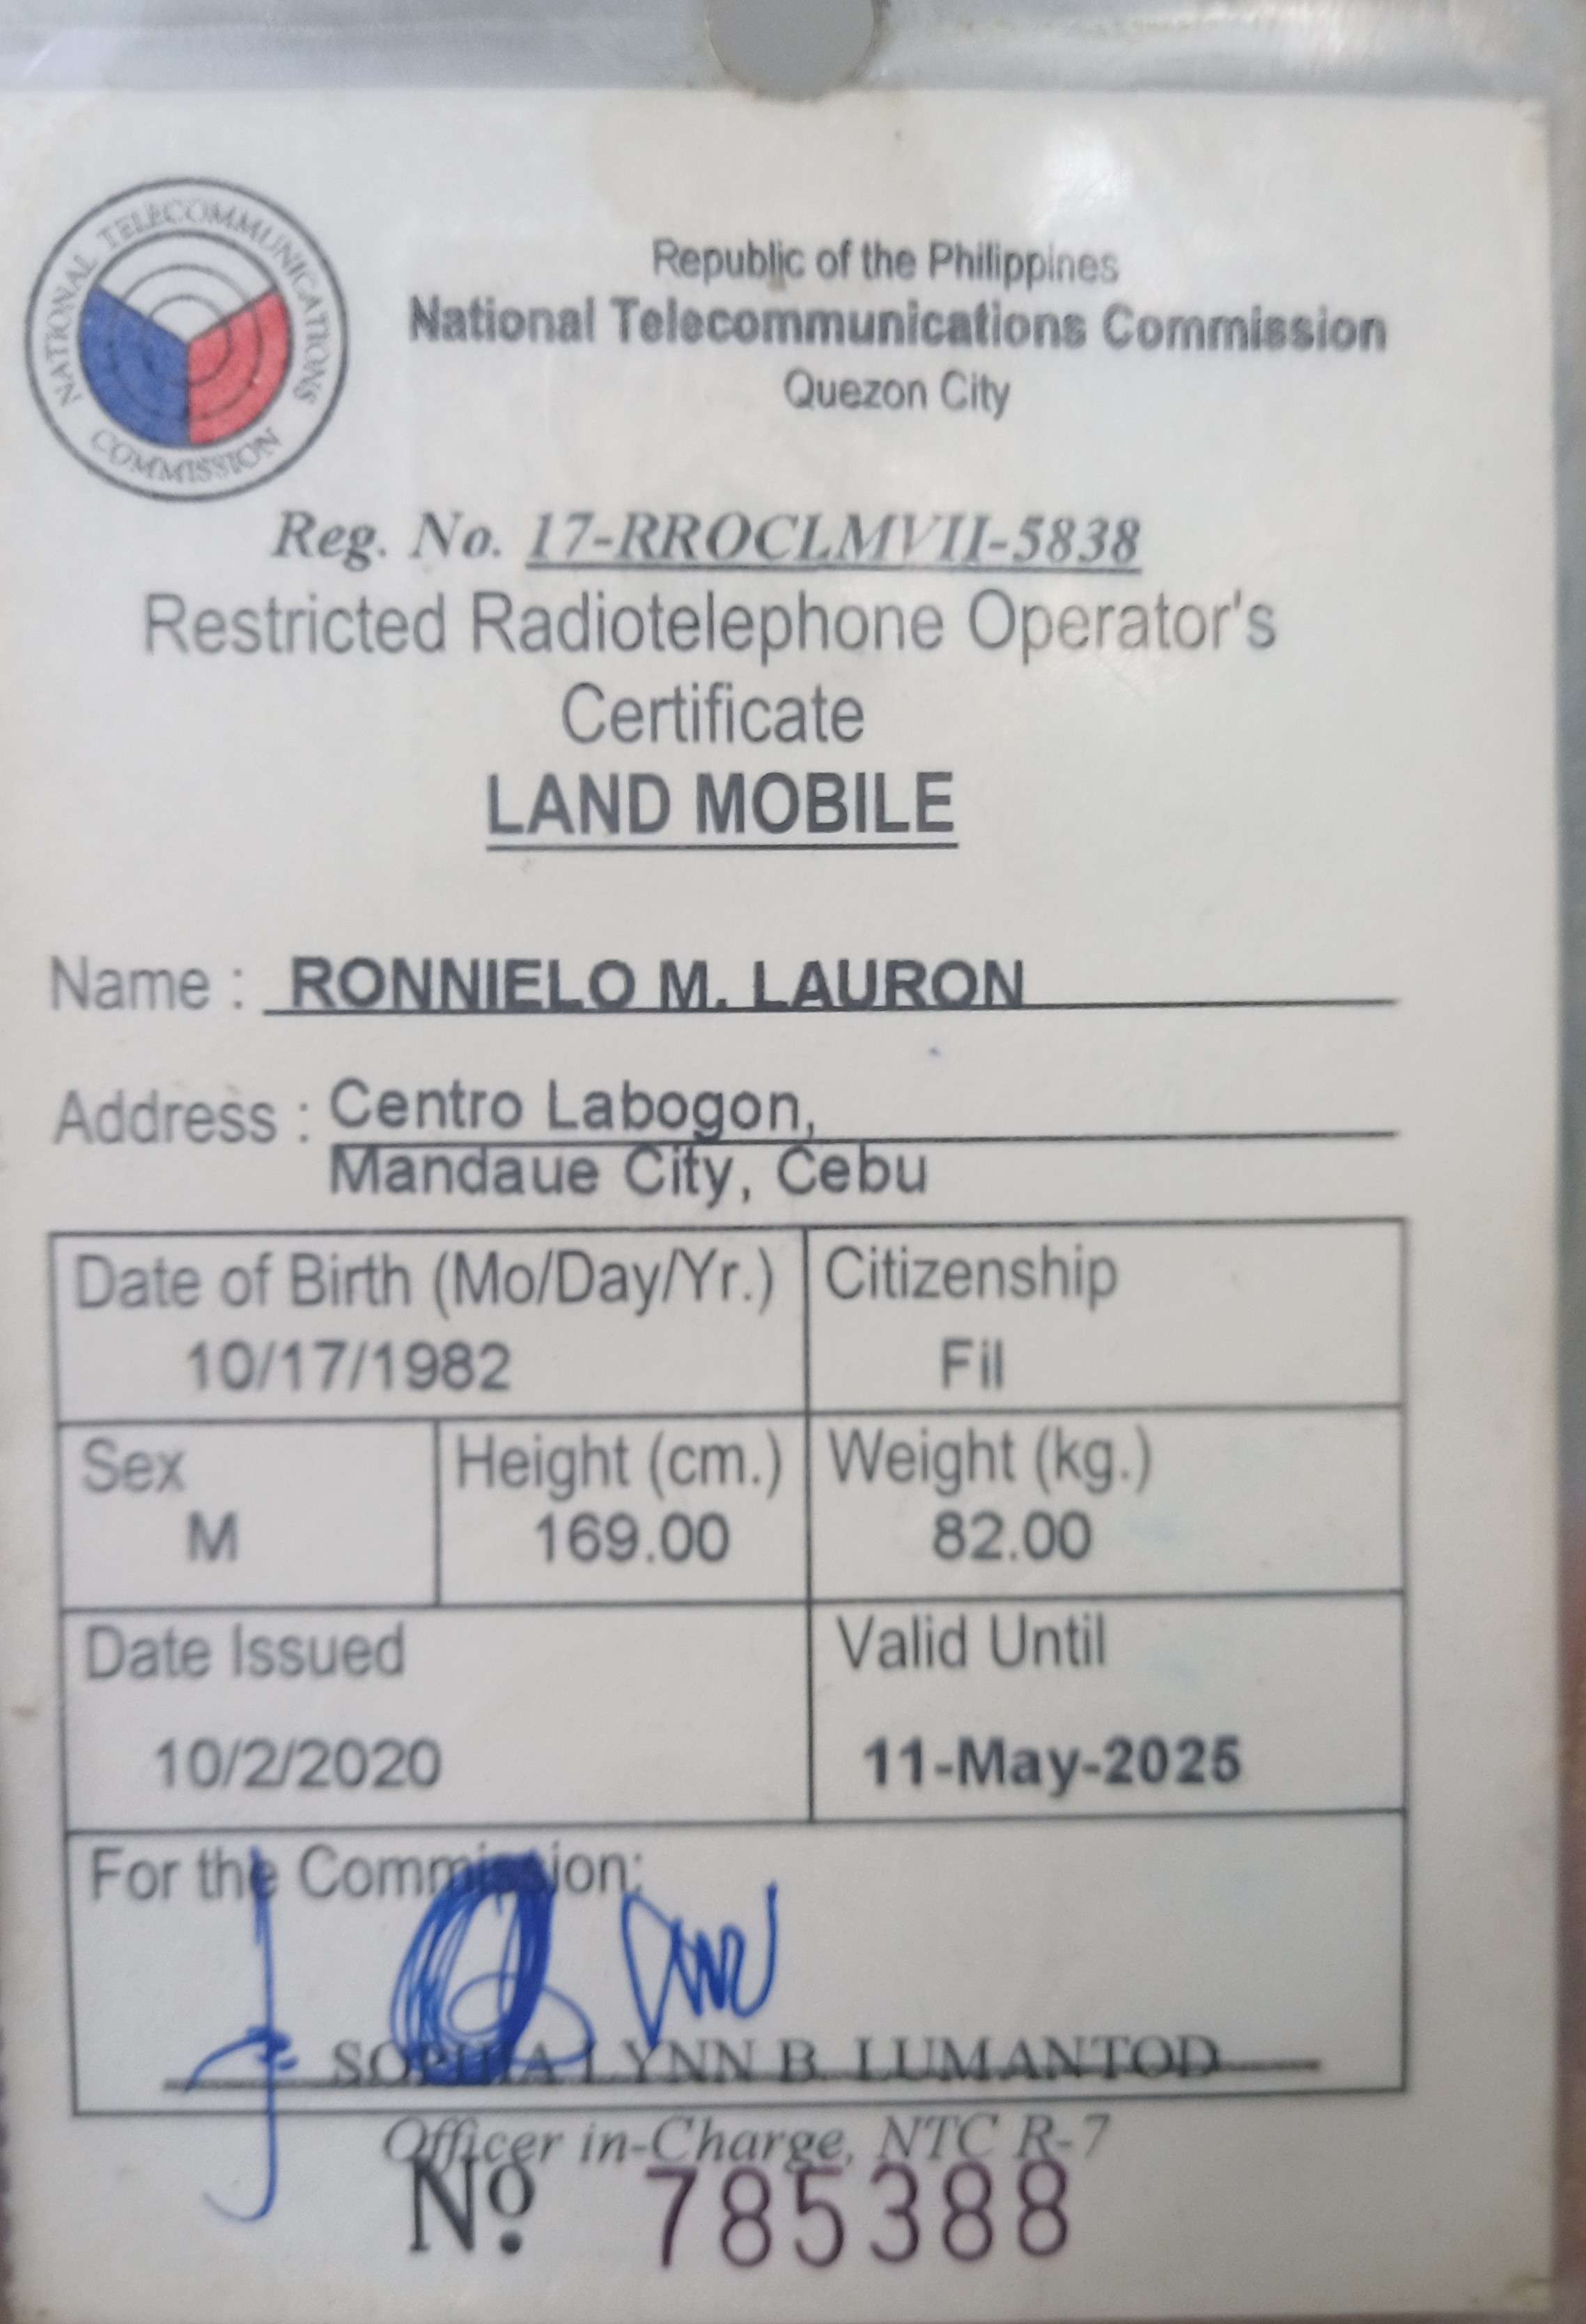 NATIONAL TELECOMMUNICATIONS COMMISSION
Republic of the Philippines
National Telecommunications Commission
Quezon City
Reg. No. 17-RROCLMVII-5838
Restricted Radiotelephone Operator's
Certificate
LAND MOBILE
Name : RONNIELO M. LAURON
Address : Centro Labogon,
Mandaue City, Cebu
Date of Birth (Mo/Day/Yr.) Citizenship
10/17/1982 Fil
Sex Height (cm.) Weight (kg.)
M 169.00 82.00
Date Issued Valid Until
10/2/2020 11-May-2025
For the Commission:
SOPHIA LYNN B. LUMANTOD
Officer in-Charge, NTC R-7
No. 785388